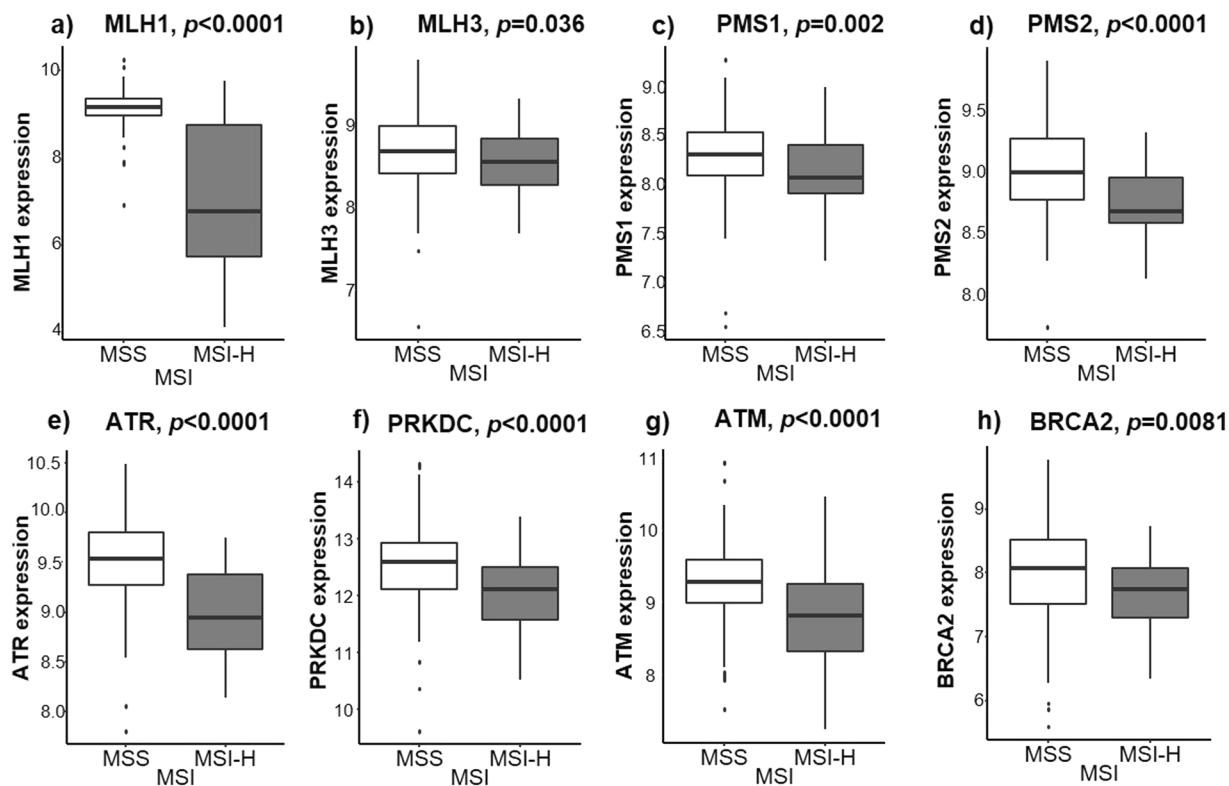 a) MLH1, p<0.0001
b) MLH3, p=0.036
c) PMS1, p=0.002
d) PMS2, p<0.0001
MLH1 expression
10
8
6
4
MSS MSI-H
MSI
MLH3 expression
9
8
7
MSS MSI-H
MSI
PMS1 expression
9.0
8.5
8.0
7.5
7.0
6.5
MSS MSI-H
MSI
PMS2 expression
9.5
9.0
8.5
8.0
MSS MSI-H
MSI
e) ATR, p<0.0001
f) PRKDC, p<0.0001
g) ATM, p<0.0001
h) BRCA2, p=0.0081
ATR expression
10.5
10.0
9.5
9.0
8.5
8.0
MSS MSI-H
MSI
PRKDC expression
14
13
12
11
10
MSS MSI-H
MSI
ATM expression
11
10
9
8
MSS MSI-H
MSI
BRCA2 expression
9
8
7
6
MSS MSI-H
MSI